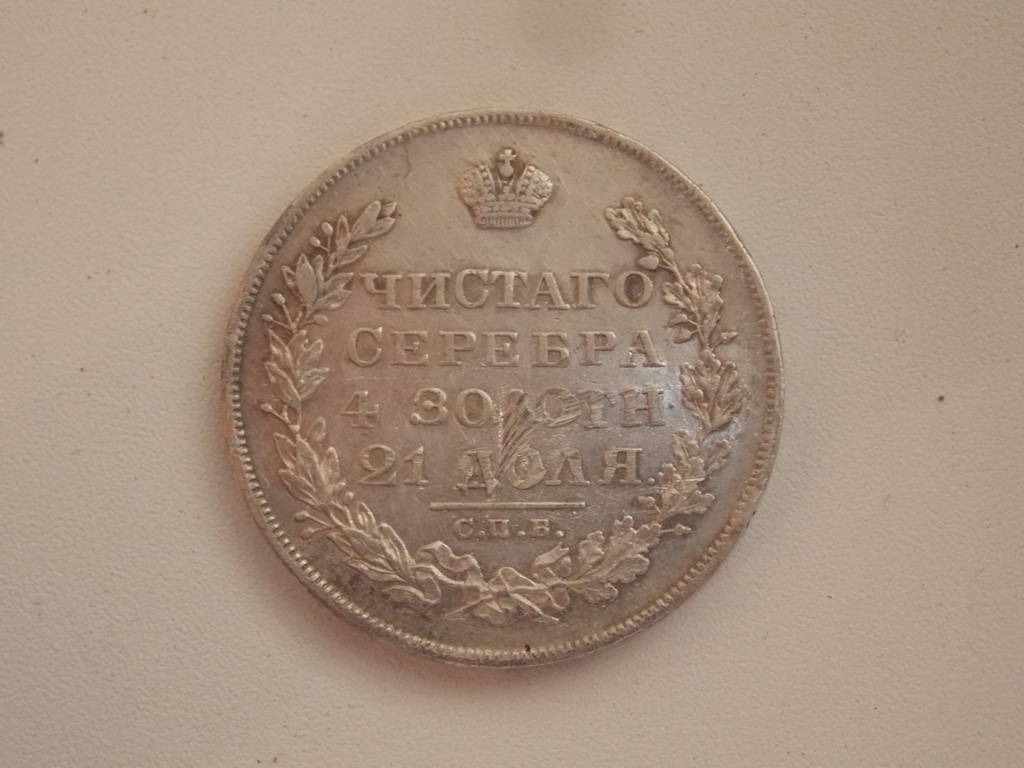 ЧИСТАГО
СЕРЕБРА
4 ЗОЛОТН
21 ДОЛЯ.
С.П.Б.